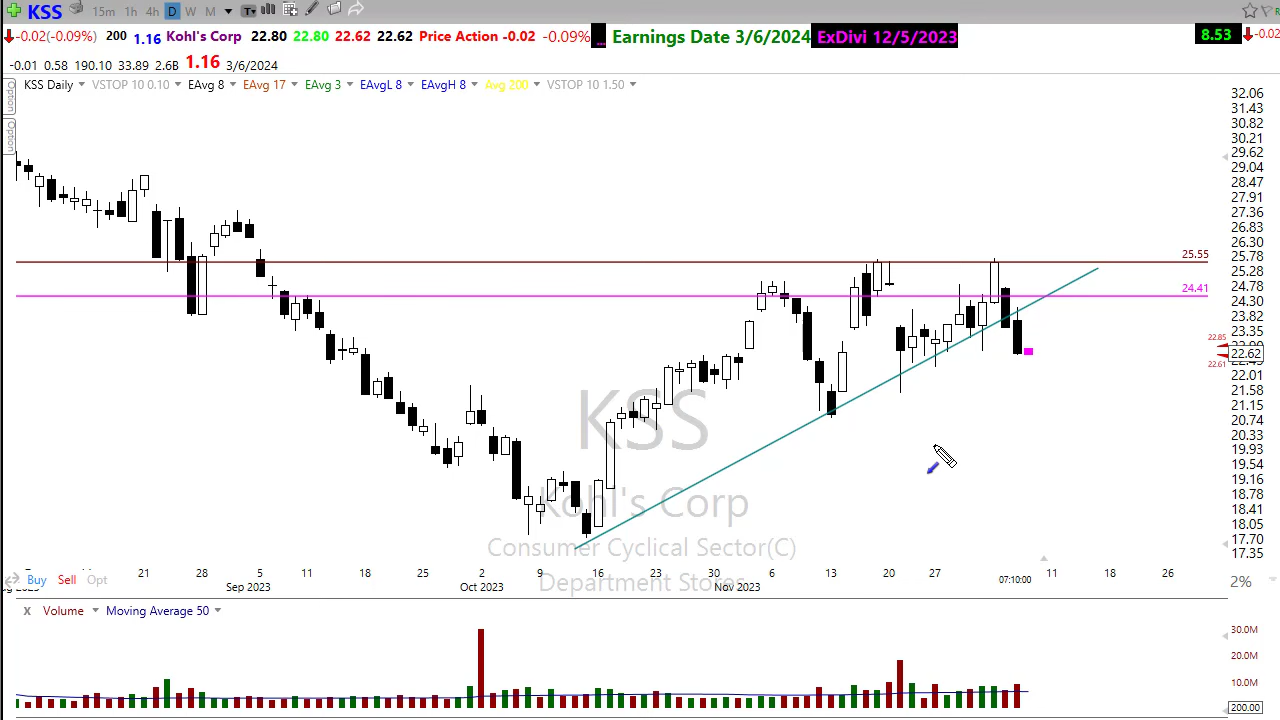 KSS 15m 1h 4h D W M T
-0.02(-0.09%) 200 1.16 Kohl's Corp 22.80 22.80 22.62 22.62 Price Action -0.02 -0.09% Earnings Date 3/6/2024 ExDivi 12/5/2023 8.53 -0.02
-0.01 0.58 190.10 33.89 2.6B 1.16 3/6/2024
KSS Daily VSTOP 10 0.10 EAvg 8 EAvg 17 EAvg 3 EAvgL 8 EAvgH 8 Avg 200 VSTOP 10 1.50
Option
Option
32.06
31.43
30.82
30.21
29.62
29.04
28.47
27.91
27.36
26.83
26.30
25.55
25.78
25.28
24.41
24.78
24.30
23.82
23.35
22.85
22.62
22.61
22.01
21.58
21.15
20.74
20.33
19.93
19.54
19.16
18.78
18.41
18.05
17.70
17.35
KSS
Kohl's Corp
Consumer Cyclical Sector(C)
Department Stores
21 28 5 11 18 25 2 9 16 23 30 6 13 20 27 11 18 26
Sep 2023 Oct 2023 Nov 2023 07:10:00
Buy Sell Opt 2%
X Volume Moving Average 50
30.0M
20.0M
10.0M
200.00